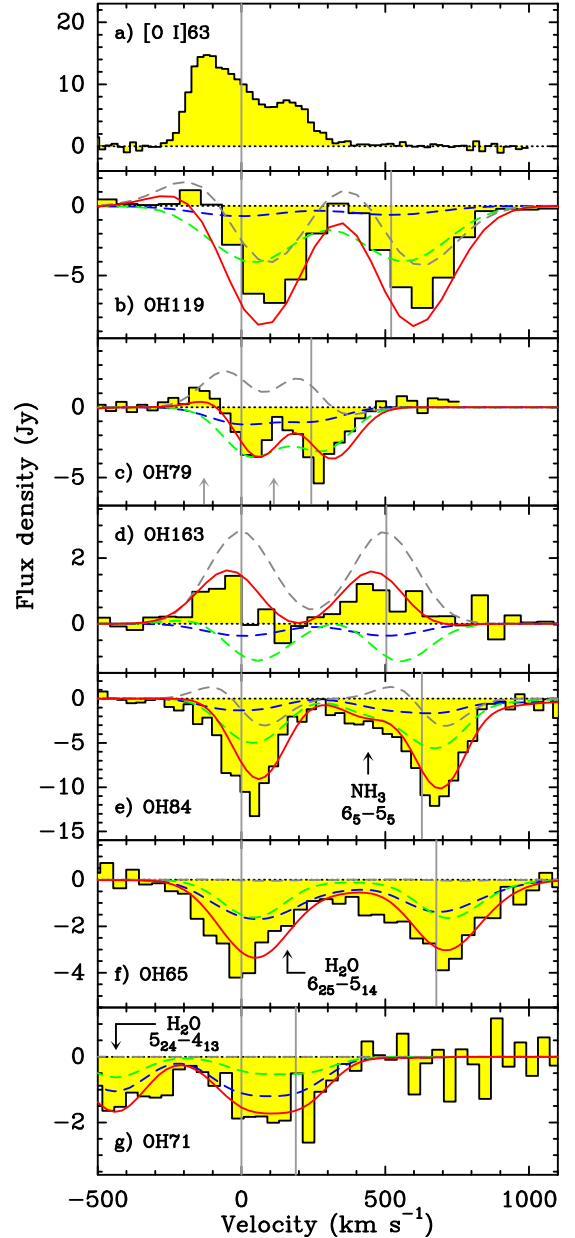 a) [O I]63
20
10
0
0
−5
b) OH119
0
−5
c) OH79
Flux density (Jy)
d) OH163
2
0
0
−5
−10
−15
NH₃
6₅−5₅
e) OH84
0
−2
−4
H₂O
6₂₅−5₁₄
f) OH65
H₂O
5₂₄−4₁₃
0
−2
g) OH71
−500 0 500 1000
Velocity (km s⁻¹)